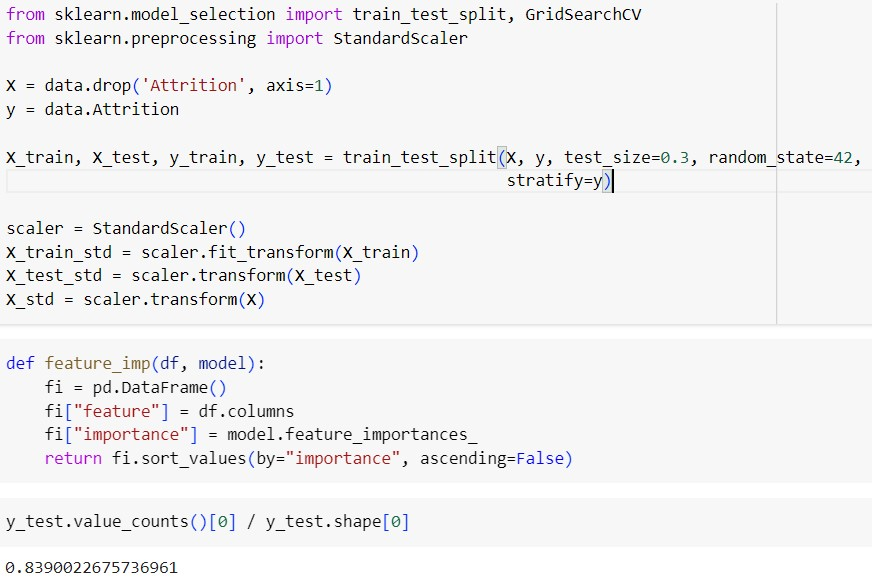 from sklearn.model_selection import train_test_split, GridSearchCV
from sklearn.preprocessing import StandardScaler
X = data.drop('Attrition', axis=1)
y = data.Attrition
X_train, X_test, y_train, y_test = train_test_split(X, y, test_size=0.3, random_state=42,
stratify=y)
scaler = StandardScaler()
X_train_std = scaler.fit_transform(X_train)
X_test_std = scaler.transform(X_test)
X_std = scaler.transform(X)
def feature_imp(df, model):
    fi = pd.DataFrame()
    fi["feature"] = df.columns
    fi["importance"] = model.feature_importances_
    return fi.sort_values(by="importance", ascending=False)
y_test.value_counts()[0] / y_test.shape[0]
0.8390022675736961